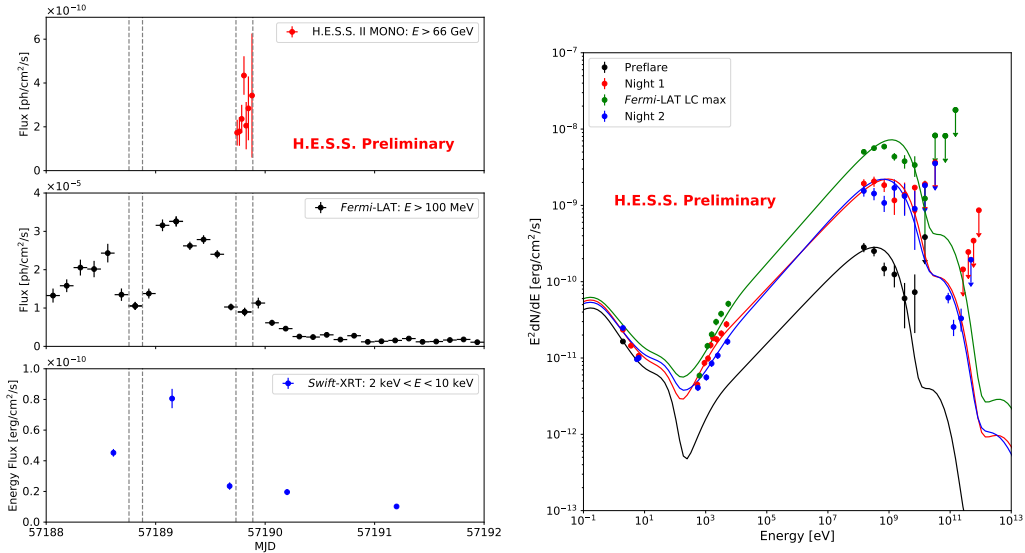 ×10⁻¹⁰
6
4
2
0
Flux [ph/cm²/s]
H.E.S.S. II MONO: E > 66 GeV
H.E.S.S. Preliminary
×10⁻⁵
4
3
2
1
0
Flux [ph/cm²/s]
Fermi-LAT: E > 100 MeV
×10⁻¹⁰
1.0
0.8
0.6
0.4
0.2
0.0
Energy Flux [erg/cm²/s]
Swift-XRT: 2 keV < E < 10 keV
57188 57189 57190 57191 57192
MJD
10⁻⁷
10⁻⁸
10⁻⁹
10⁻¹⁰
10⁻¹¹
10⁻¹²
10⁻¹³
E²dN/dE [erg/cm²/s]
Preflare
Night 1
Fermi-LAT LC max
Night 2
H.E.S.S. Preliminary
10⁻¹ 10¹ 10³ 10⁵ 10⁷ 10⁹ 10¹¹ 10¹³
Energy [eV]